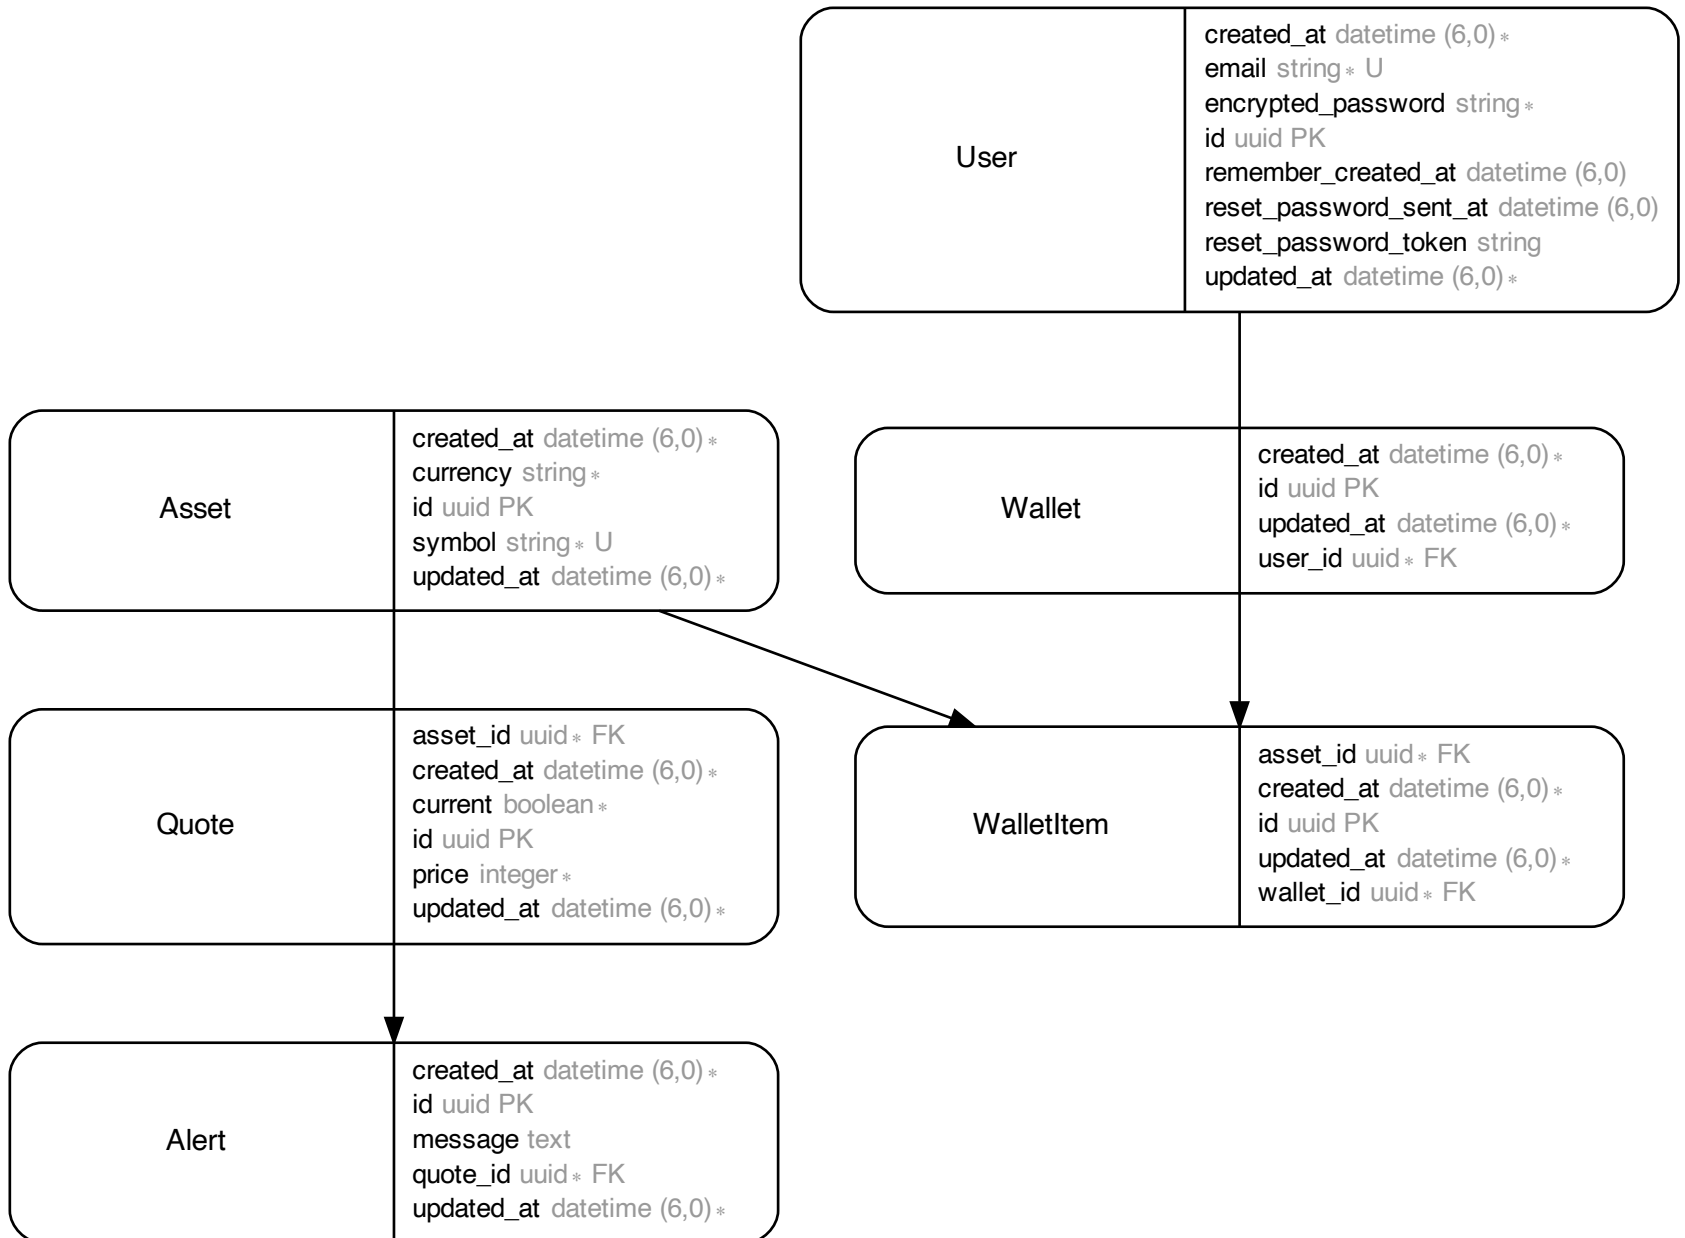 User
created_at datetime (6,0) *
email string * U
encrypted_password string *
id uuid PK
remember_created_at datetime (6,0)
reset_password_sent_at datetime (6,0)
reset_password_token string
updated_at datetime (6,0) *
Asset
created_at datetime (6,0) *
currency string *
id uuid PK
symbol string * U
updated_at datetime (6,0) *
Wallet
created_at datetime (6,0) *
id uuid PK
updated_at datetime (6,0) *
user_id uuid * FK
Quote
asset_id uuid * FK
created_at datetime (6,0) *
current boolean *
id uuid PK
price integer *
updated_at datetime (6,0) *
WalletItem
asset_id uuid * FK
created_at datetime (6,0) *
id uuid PK
updated_at datetime (6,0) *
wallet_id uuid * FK
Alert
created_at datetime (6,0) *
id uuid PK
message text
quote_id uuid * FK
updated_at datetime (6,0) *